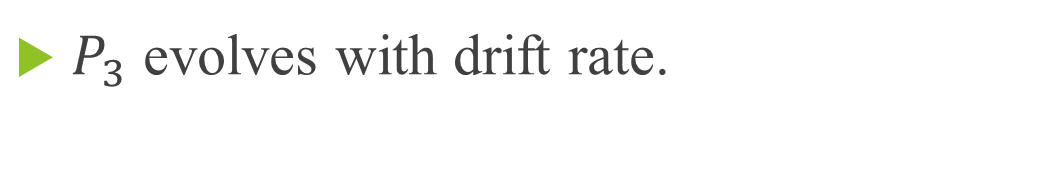 ▶ P₃ evolves with drift rate.